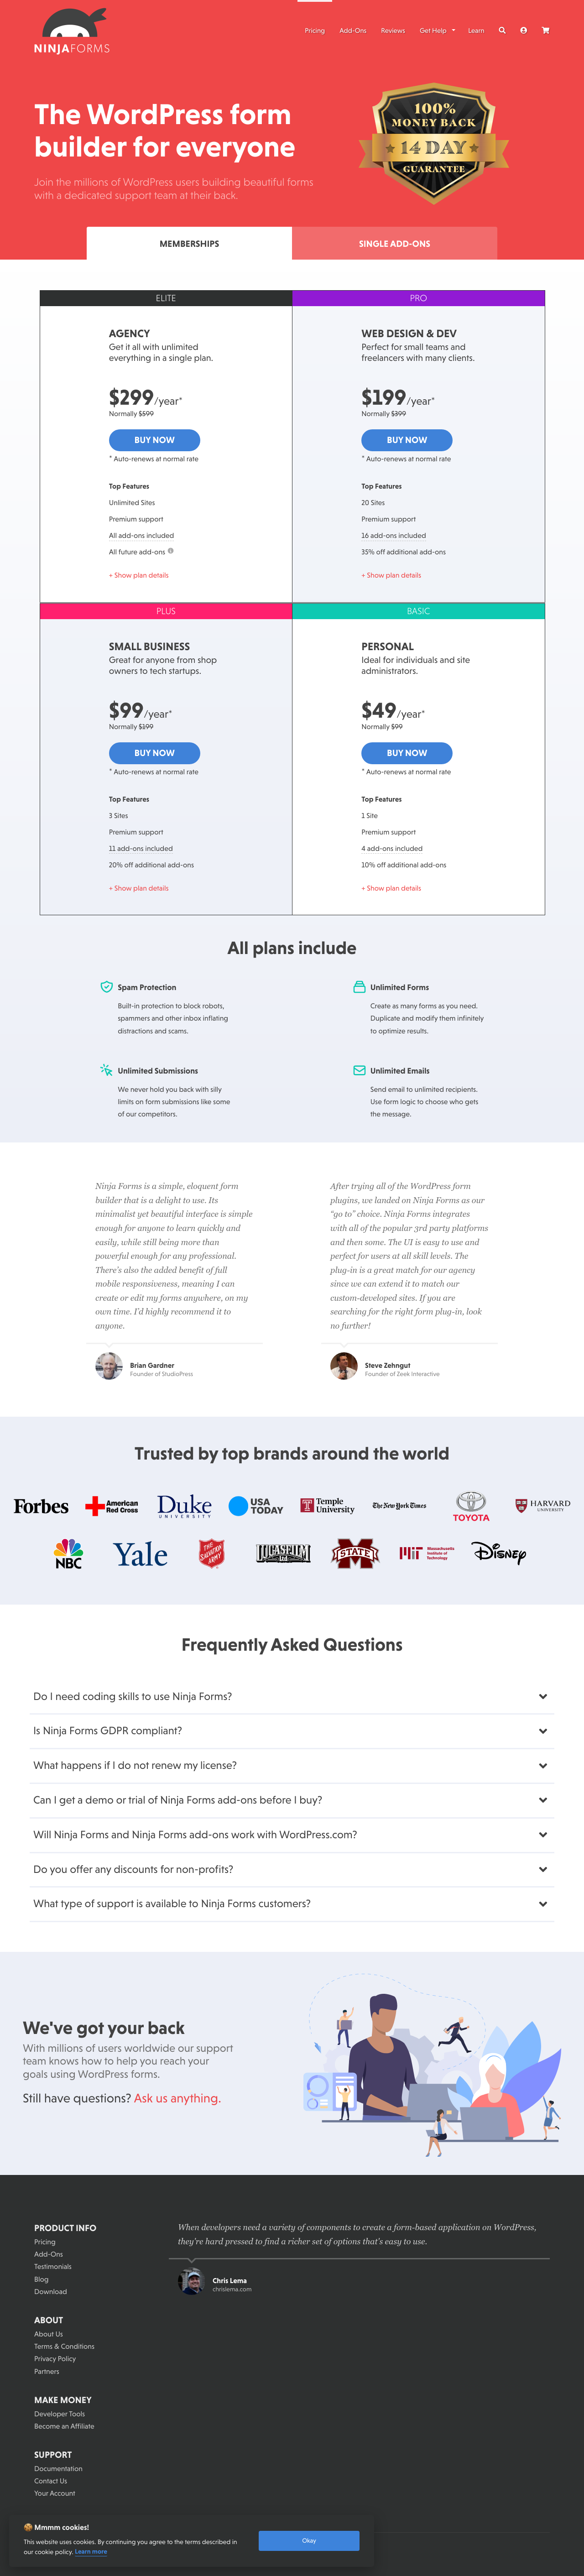 NINJAFORMS
Pricing
Add-Ons
Reviews
Get Help
Learn
The WordPress form
builder for everyone
Join the millions of WordPress users building beautiful forms
with a dedicated support team at their back.
100%
MONEY BACK
14 DAY
GUARANTEE
MEMBERSHIPS
SINGLE ADD-ONS
ELITE
AGENCY
Get it all with unlimited
everything in a single plan.
$299/year*
Normally $599
BUY NOW
* Auto-renews at normal rate
Top Features
Unlimited Sites
Premium support
All add-ons included
All future add-ons
+ Show plan details
PRO
WEB DESIGN & DEV
Perfect for small teams and
freelancers with many clients.
$199/year*
Normally $399
BUY NOW
* Auto-renews at normal rate
Top Features
20 Sites
Premium support
16 add-ons included
35% off additional add-ons
+ Show plan details
PLUS
SMALL BUSINESS
Great for anyone from shop
owners to tech startups.
$99/year*
Normally $199
BUY NOW
* Auto-renews at normal rate
Top Features
3 Sites
Premium support
11 add-ons included
20% off additional add-ons
+ Show plan details
BASIC
PERSONAL
Ideal for individuals and site
administrators.
$49/year*
Normally $99
BUY NOW
* Auto-renews at normal rate
Top Features
1 Site
Premium support
4 add-ons included
10% off additional add-ons
+ Show plan details
All plans include
Spam Protection
Built-in protection to block robots,
spammers and other inbox inflating
distractions and scams.
Unlimited Forms
Create as many forms as you need.
Duplicate and modify them infinitely
to optimize results.
Unlimited Submissions
We never hold you back with silly
limits on form submissions like some
of our competitors.
Unlimited Emails
Send email to unlimited recipients.
Use form logic to choose who gets
the message.
Ninja Forms is a simple, eloquent form
builder that is a delight to use. Its
minimalist yet beautiful interface is simple
enough for anyone to learn quickly and
easily, while still being more than
powerful enough for any professional.
There's also the added benefit of full
mobile responsiveness, meaning I can
create or edit my forms anywhere, on my
own time. I'd highly recommend it to
anyone.
Brian Gardner
Founder of StudioPress
After trying all of the WordPress form
plugins, we landed on Ninja Forms as our
"go to" choice. Ninja Forms integrates
with all of the popular 3rd party platforms
and then some. The UI is easy to use and
perfect for users at all skill levels. The
plug-in is a great match for our agency
since we can extend it to match our
custom-developed sites. If you are
searching for the right form plug-in, look
no further!
Steve Zehngut
Founder of Zeek Interactive
Trusted by top brands around the world
Forbes
American
Red Cross
Duke
UNIVERSITY
USA
TODAY
Temple
University
The New York Times
TOYOTA
HARVARD
UNIVERSITY
NBC
Yale
THE
SALVATION
ARMY
LUCASFILM
LTD
STATE
MIT
Massachusetts
Institute of
Technology
Disney
Frequently Asked Questions
Do I need coding skills to use Ninja Forms?
Is Ninja Forms GDPR compliant?
What happens if I do not renew my license?
Can I get a demo or trial of Ninja Forms add-ons before I buy?
Will Ninja Forms and Ninja Forms add-ons work with WordPress.com?
Do you offer any discounts for non-profits?
What type of support is available to Ninja Forms customers?
We've got your back
With millions of users worldwide our support
team knows how to help you reach your
goals using WordPress forms.
Still have questions? Ask us anything.
PRODUCT INFO
Pricing
Add-Ons
Testimonials
Blog
Download
ABOUT
About Us
Terms & Conditions
Privacy Policy
Partners
MAKE MONEY
Developer Tools
Become an Affiliate
SUPPORT
Documentation
Contact Us
Your Account
When developers need a variety of components to create a form-based application on WordPress,
they're hard pressed to find a richer set of options that's easy to use.
Chris Lema
chrislema.com
Mmmm cookies!
This website uses cookies. By continuing you agree to the terms described in
our cookie policy. Learn more
Okay